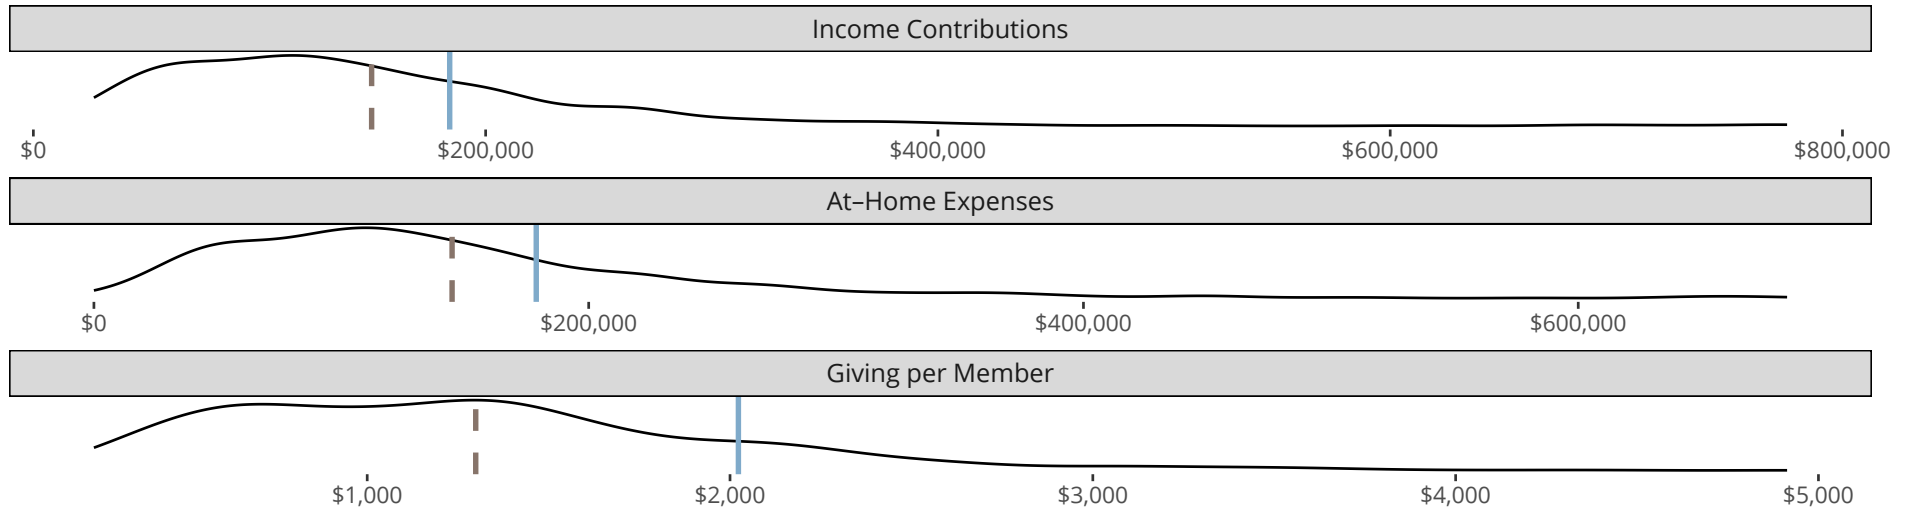 Income Contributions
$0 $200,000 $400,000 $600,000 $800,000
At–Home Expenses
$0 $200,000 $400,000 $600,000
Giving per Member
$1,000 $2,000 $3,000 $4,000 $5,000